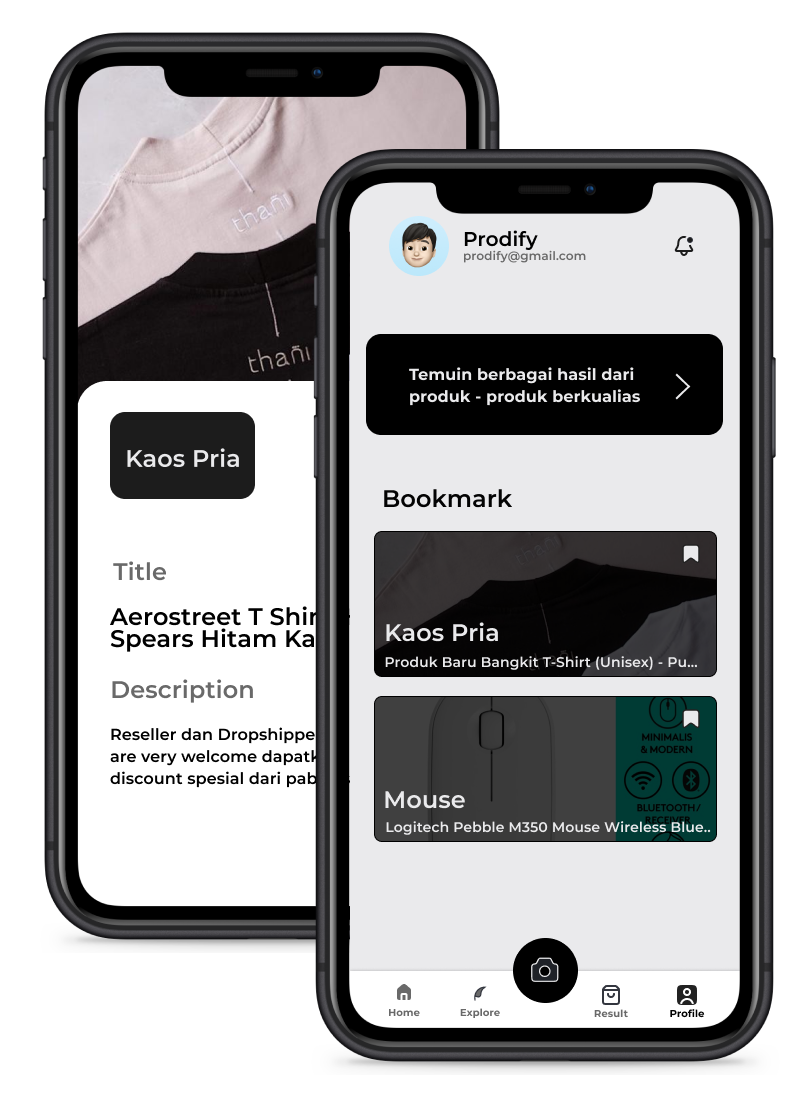 thañi
thañi
Kaos Pria
Title
Aerostreet T Shir
Spears Hitam Ka
Description
Reseller dan Dropshippe
are very welcome dapatk
discount spesial dari pab
Prodify
prodify@gmail.com
Temuin berbagai hasil dari
produk - produk berkualias
Bookmark
Kaos Pria
Produk Baru Bangkit T-Shirt (Unisex) - Pu...
MINIMALIS
& MODERN
BLUETOOTH/
RECEIVER
Mouse
Logitech Pebble M350 Mouse Wireless Blue..
Home
Explore
Result
Profile